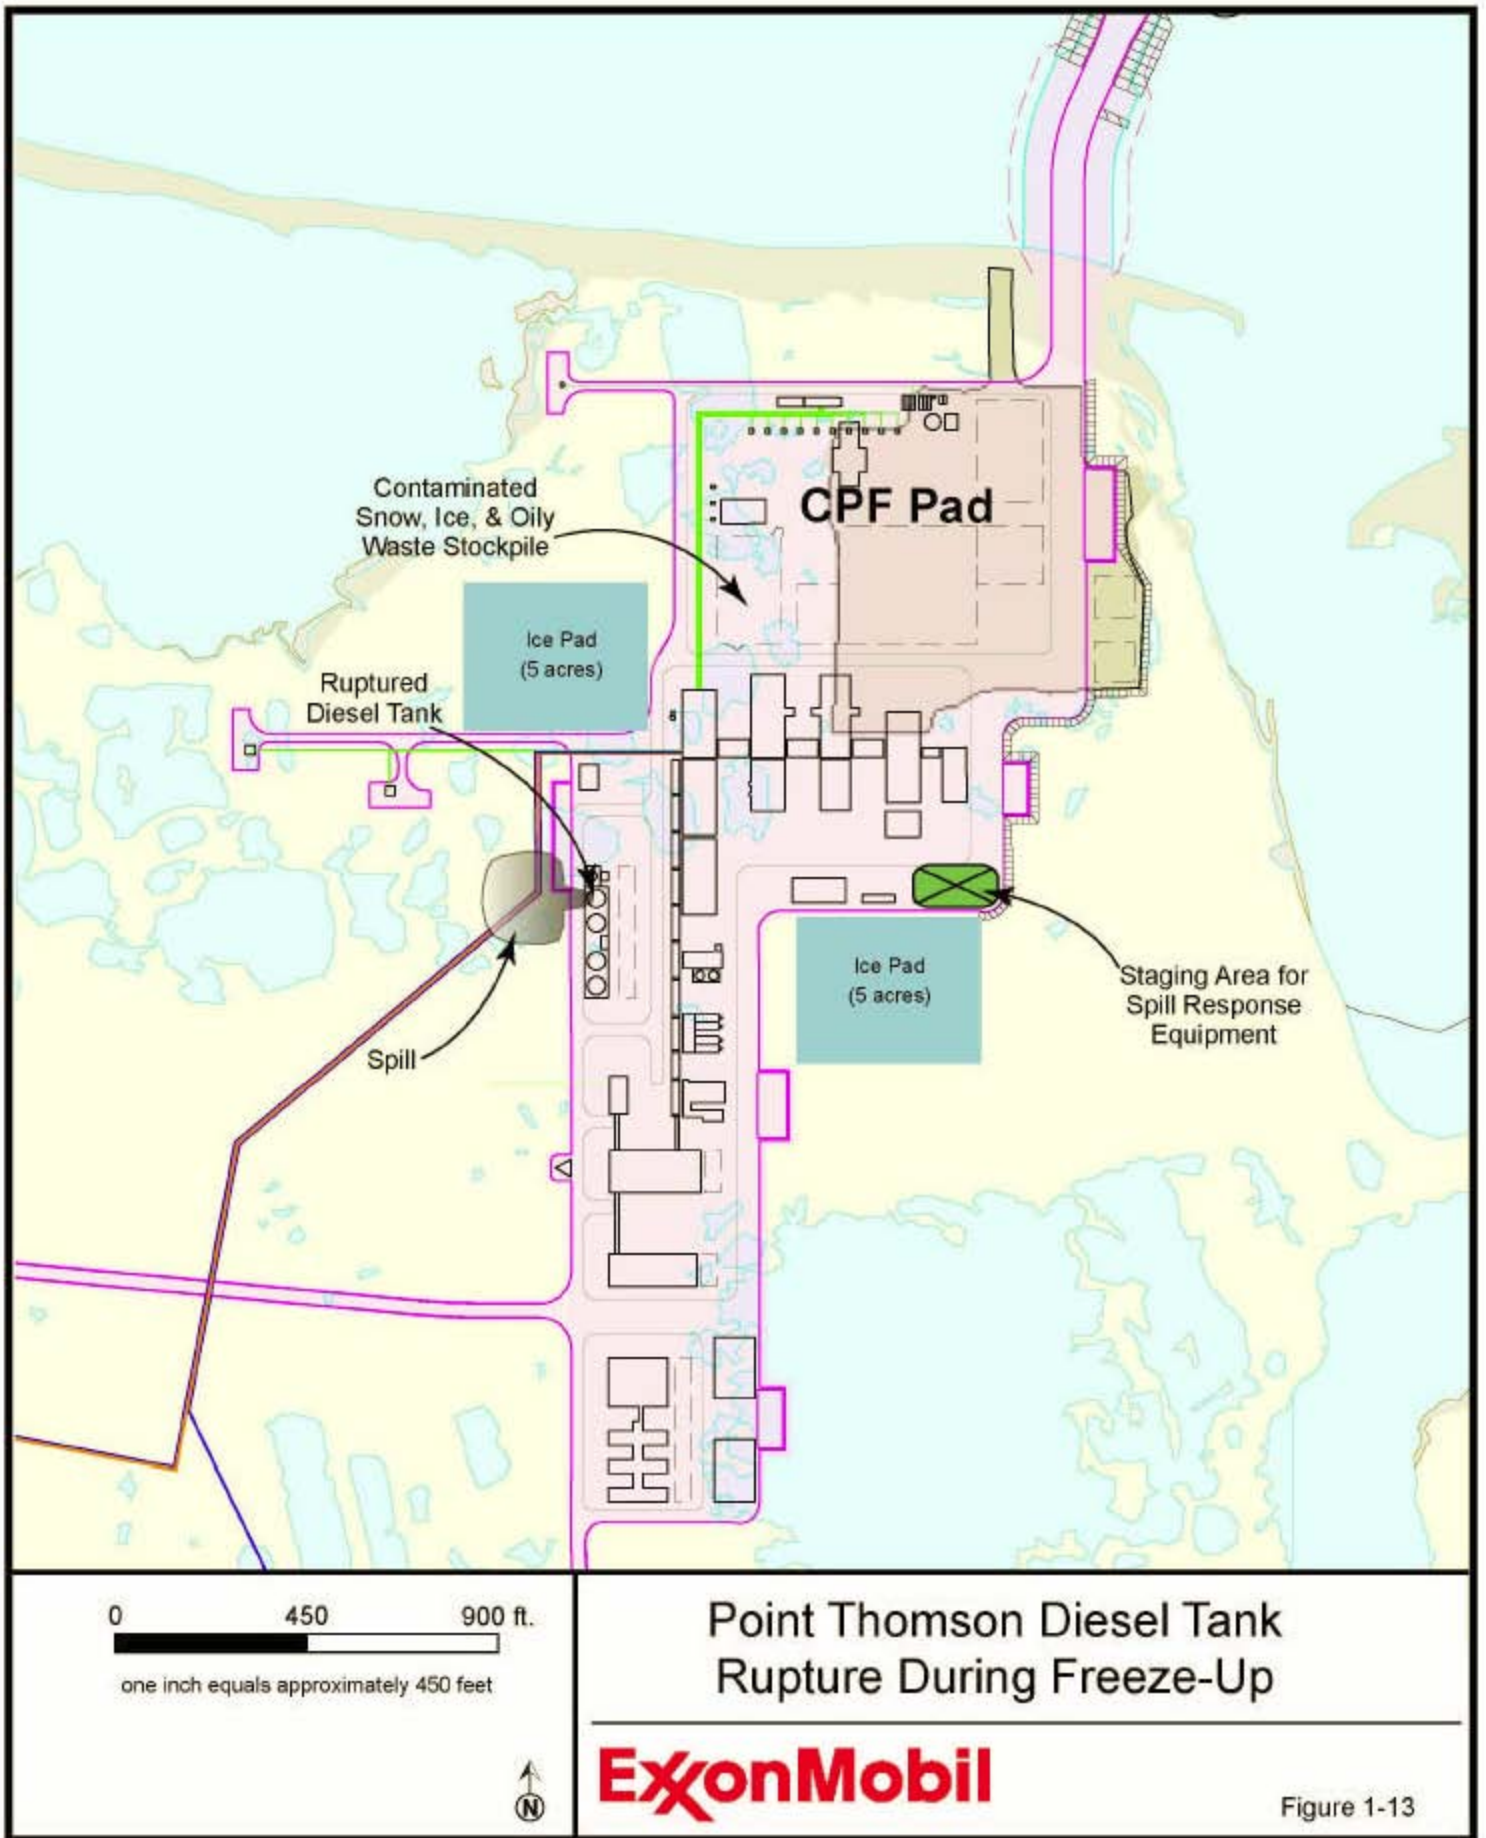 CPF Pad
Contaminated
Snow, Ice, & Oily
Waste Stockpile
Ice Pad
(5 acres)
Ruptured
Diesel Tank
Ice Pad
(5 acres)
Staging Area for
Spill Response
Equipment
Spill
0 450 900 ft.
one inch equals approximately 450 feet
N
Point Thomson Diesel Tank
Rupture During Freeze-Up
ExxonMobil
Figure 1-13